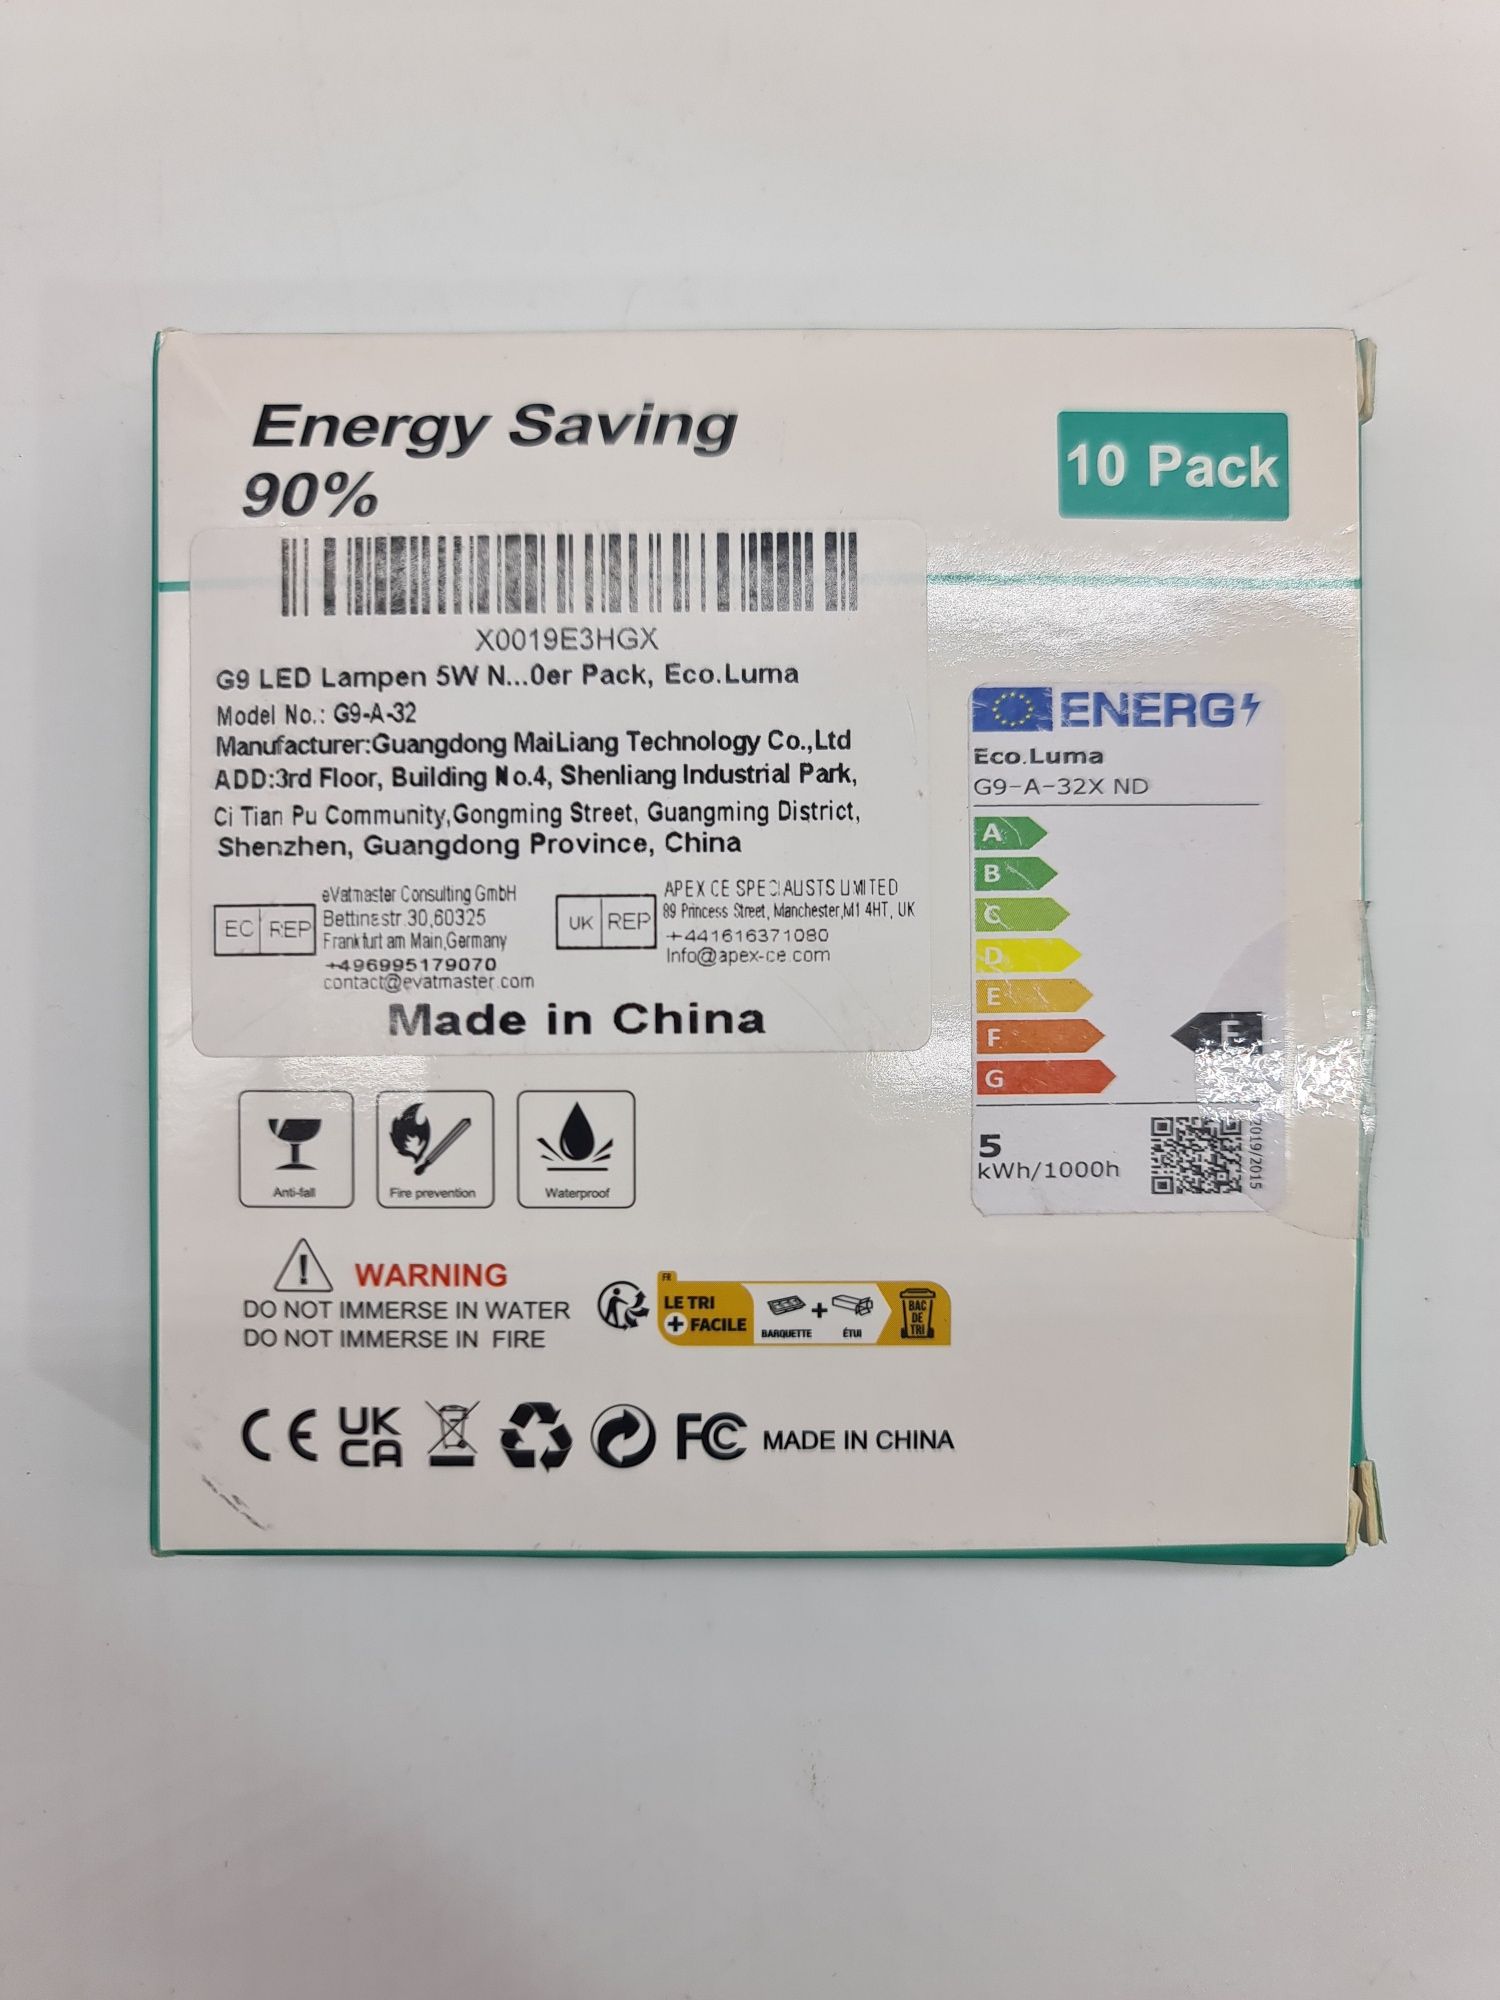 Energy Saving
90%
10 Pack
X0019E3HGX
G9 LED Lampen 5W N...0er Pack, Eco.Luma
Model No.: G9-A-32
Manufacturer:Guangdong MaiLiang Technology Co.,Ltd
ADD:3rd Floor, Building No.4, Shenliang Industrial Park,
Ci Tian Pu Community,Gongming Street, Guangming District,
Shenzhen, Guangdong Province, China
EC REP
eVatmaster Consulting GmbH
Bettinastr.30,60325
Frankfurt am Main,Germany
+496995179070
contact@evatmaster.com
UK REP
APEX CE SPECIALISTS LIMITED
89 Princess Street, Manchester,M1 4HT, UK
+441616371080
Info@apex-ce.com
Made in China
ENERG
Eco.Luma
G9-A-32X ND
A
B
C
D
E
F
G
5
kWh/1000h
2019/2015
Anti-fall
Fire prevention
Waterproof
WARNING
DO NOT IMMERSE IN WATER
DO NOT IMMERSE IN FIRE
FR
LE TRI
+ FACILE
BARQUETTE
+
ÉTUI
BAC
DE
TRI
CE
UK
CA
FC
MADE IN CHINA